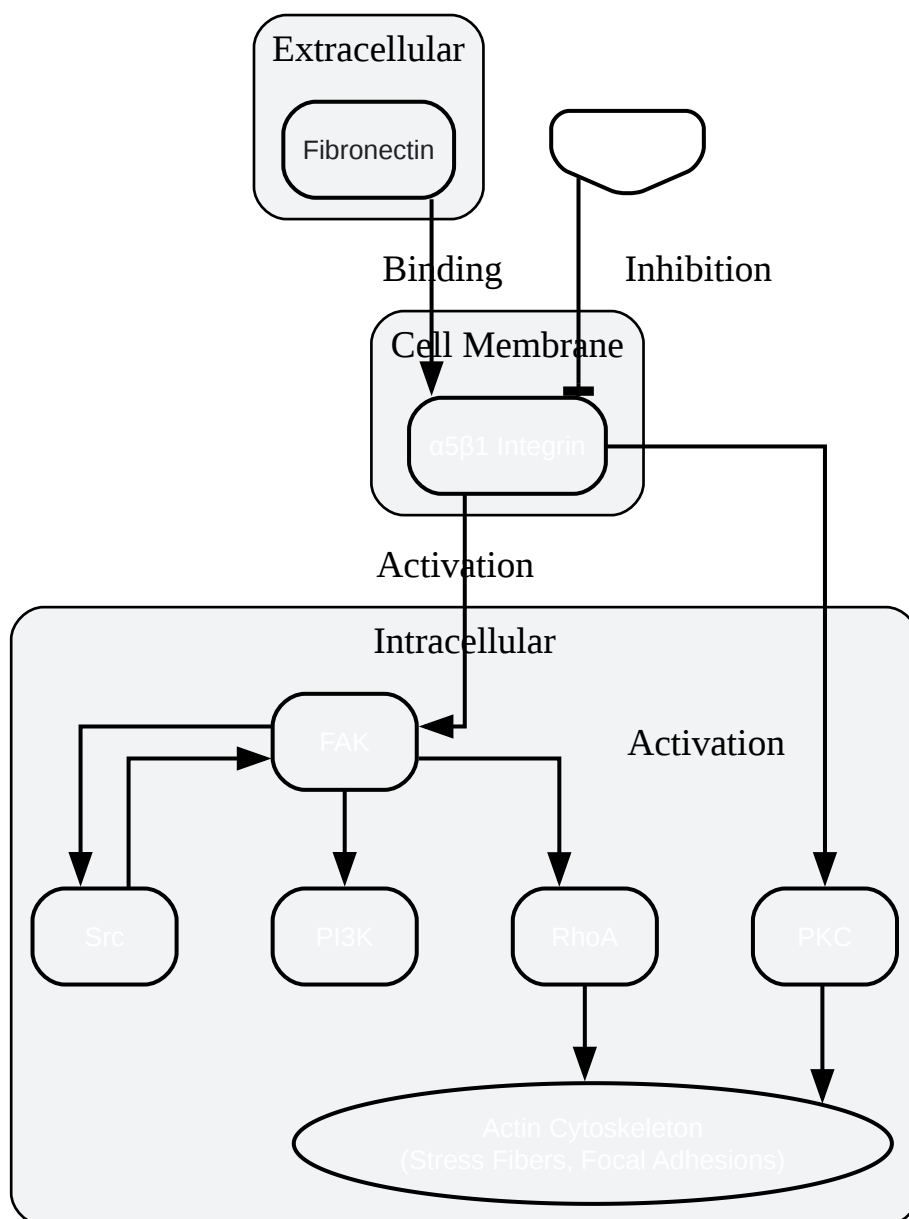 Extracellular
Fibronectin
Binding
Inhibition
Cell Membrane
α5β1 Integrin
Activation
Intracellular
FAK
Activation
Src
PI3K
RhoA
PKC
Actin Cytoskeleton
(Stress Fibers, Focal Adhesions)